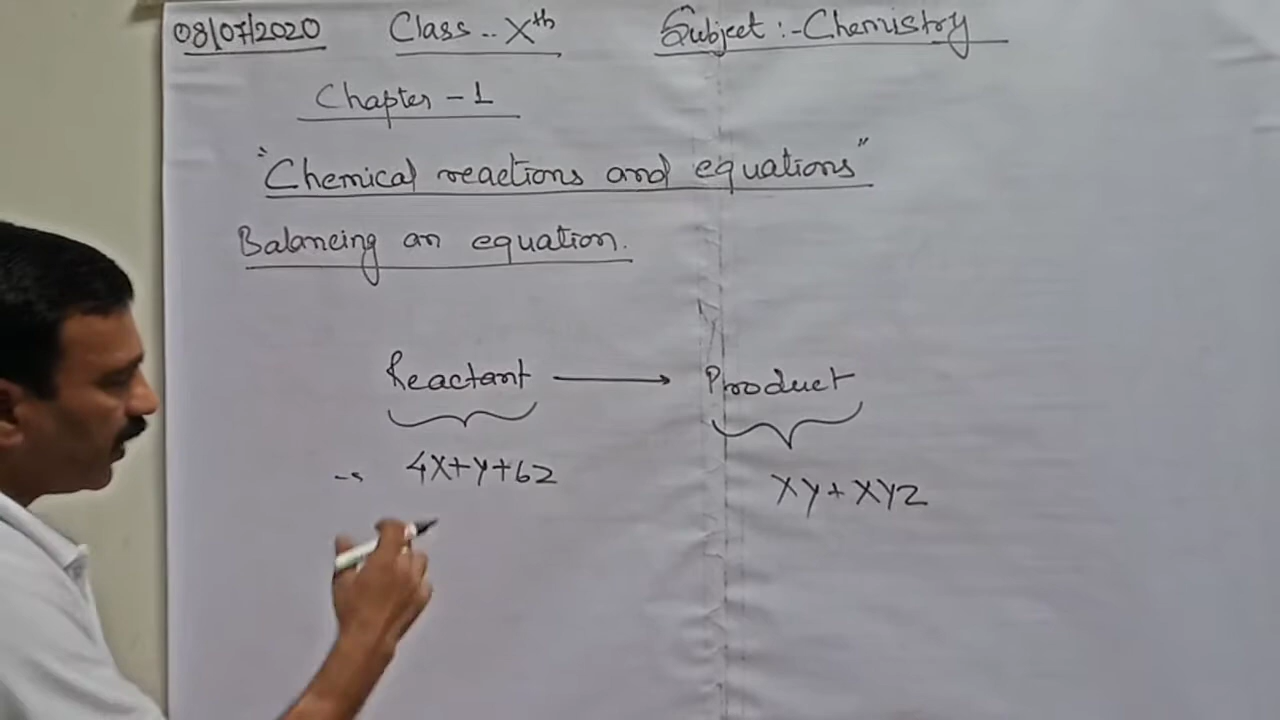 08/07/2020 Class.. Xth Subject :- Chemistry
Chapter - 1
"Chemical reactions and equations"
Balancing an equation.
Reactant → Product
4X+Y+6Z XY+XYZ